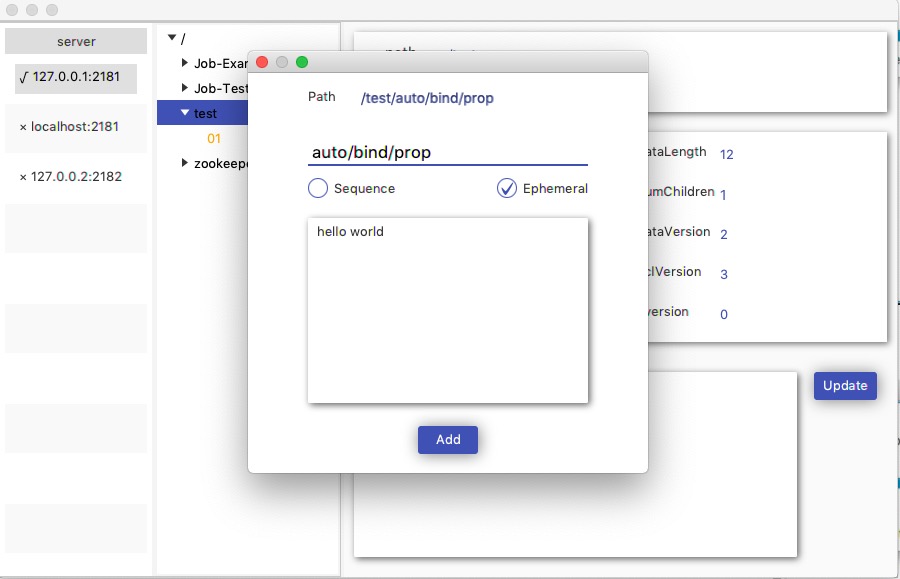 server
√ 127.0.0.1:2181
× localhost:2181
× 127.0.0.2:2182
/
Job-Exar
Job-Test
test
01
zookeepe
Path /test/auto/bind/prop
auto/bind/prop
Sequence Ephemeral
hello world
Add
path
ataLength 12
umChildren 1
ataVersion 2
clVersion 3
version 0
Update